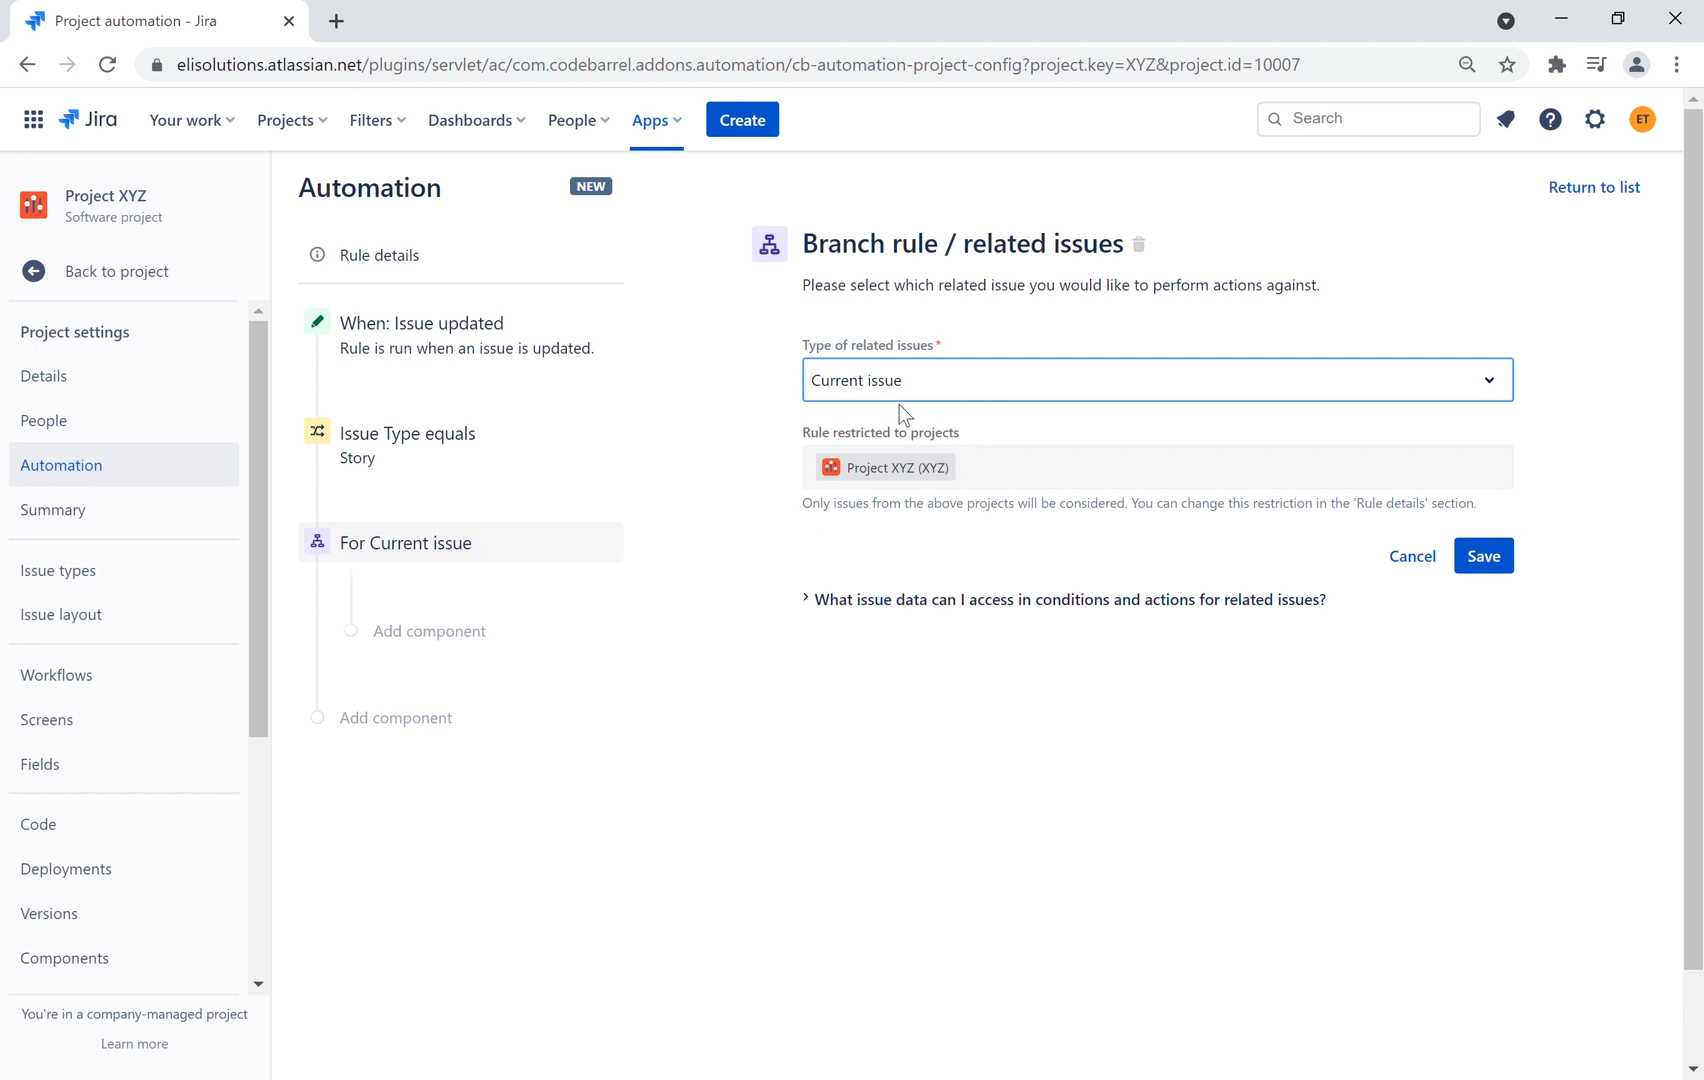 Project automation - Jira
elisolutions.atlassian.net/plugins/servlet/ac/com.codebarrel.addons.automation/cb-automation-project-config?project.key=XYZ&project.id=10007
Jira
Your work
Projects
Filters
Dashboards
People
Apps
Create
Search
ET
Project XYZ
Software project
Back to project
Project settings
Details
People
Automation
Summary
Issue types
Issue layout
Workflows
Screens
Fields
Code
Deployments
Versions
Components
You're in a company-managed project
Learn more
Automation
NEW
Return to list
Rule details
When: Issue updated
Rule is run when an issue is updated.
Issue Type equals
Story
For Current issue
Add component
Add component
Branch rule / related issues
Please select which related issue you would like to perform actions against.
Type of related issues*
Current issue
Rule restricted to projects
Project XYZ (XYZ)
Only issues from the above projects will be considered. You can change this restriction in the 'Rule details' section.
Cancel
Save
What issue data can I access in conditions and actions for related issues?